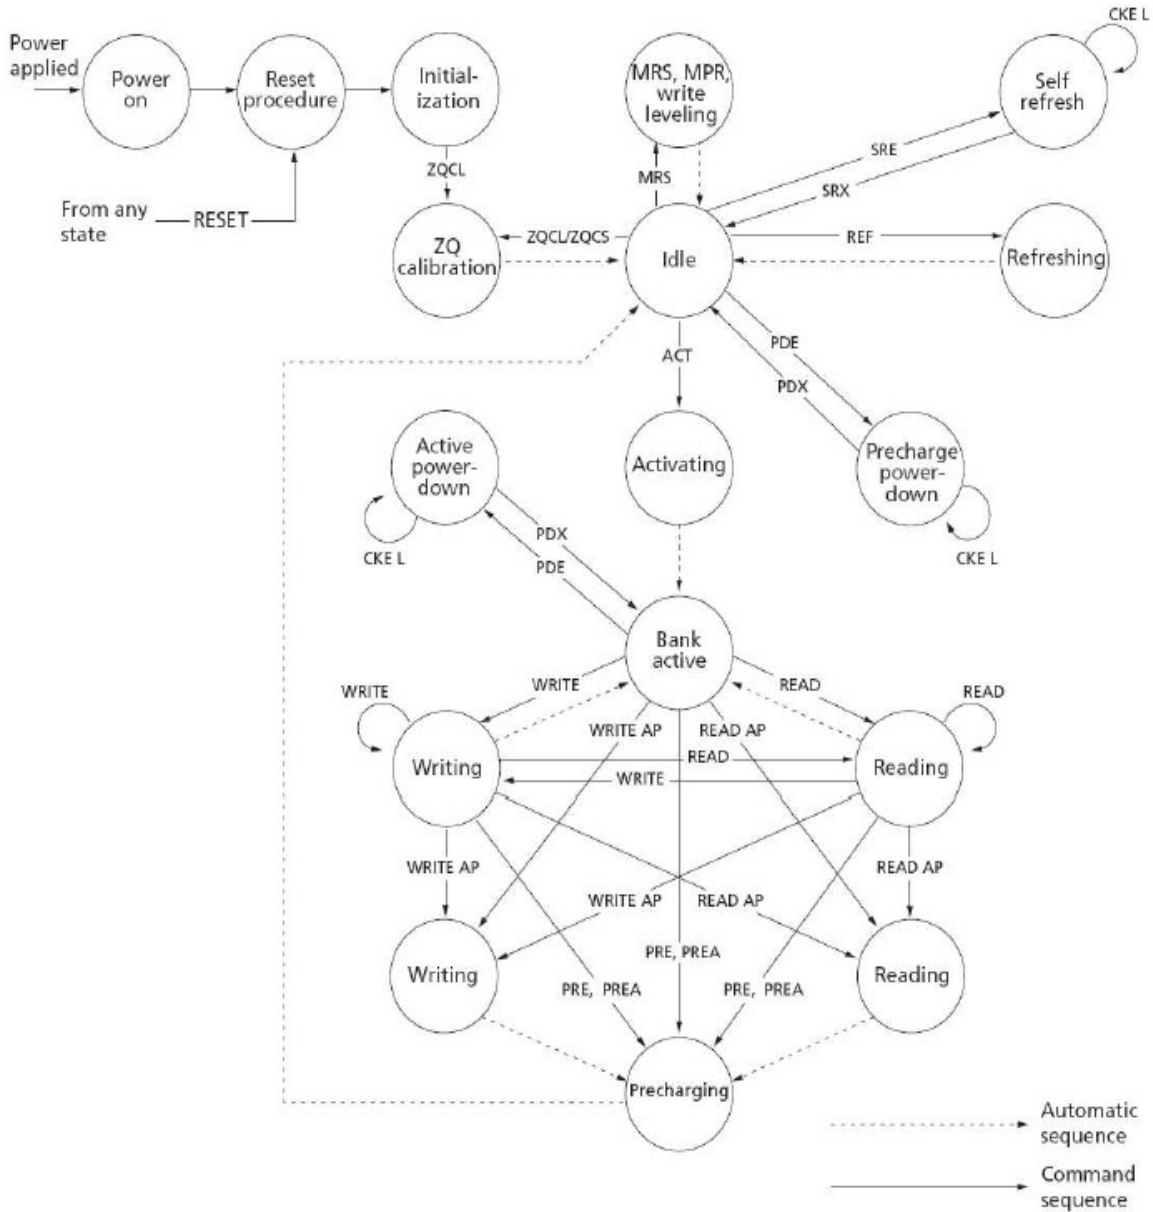 CKE L
Power
applied
Power
on
Reset
procedure
Initial-
ization
MRS, MPR,
write
leveling
Self
refresh
SRE
ZQCL
MRS
SRX
From any
state
RESET
ZQCL/ZQCS
REF
ZQ
calibration
Idle
Refreshing
PDE
ACT
PDX
Active
power-
down
Activating
Precharge
power-
down
PDX
CKE L
PDE
CKE L
Bank
active
WRITE
WRITE
READ
READ
WRITE AP
READ AP
READ
Writing
Reading
WRITE
WRITE AP
READ AP
WRITE AP
READ AP
PRE, PREA
Writing
Reading
PRE, PREA
PRE, PREA
Precharging
Automatic
sequence
Command
sequence